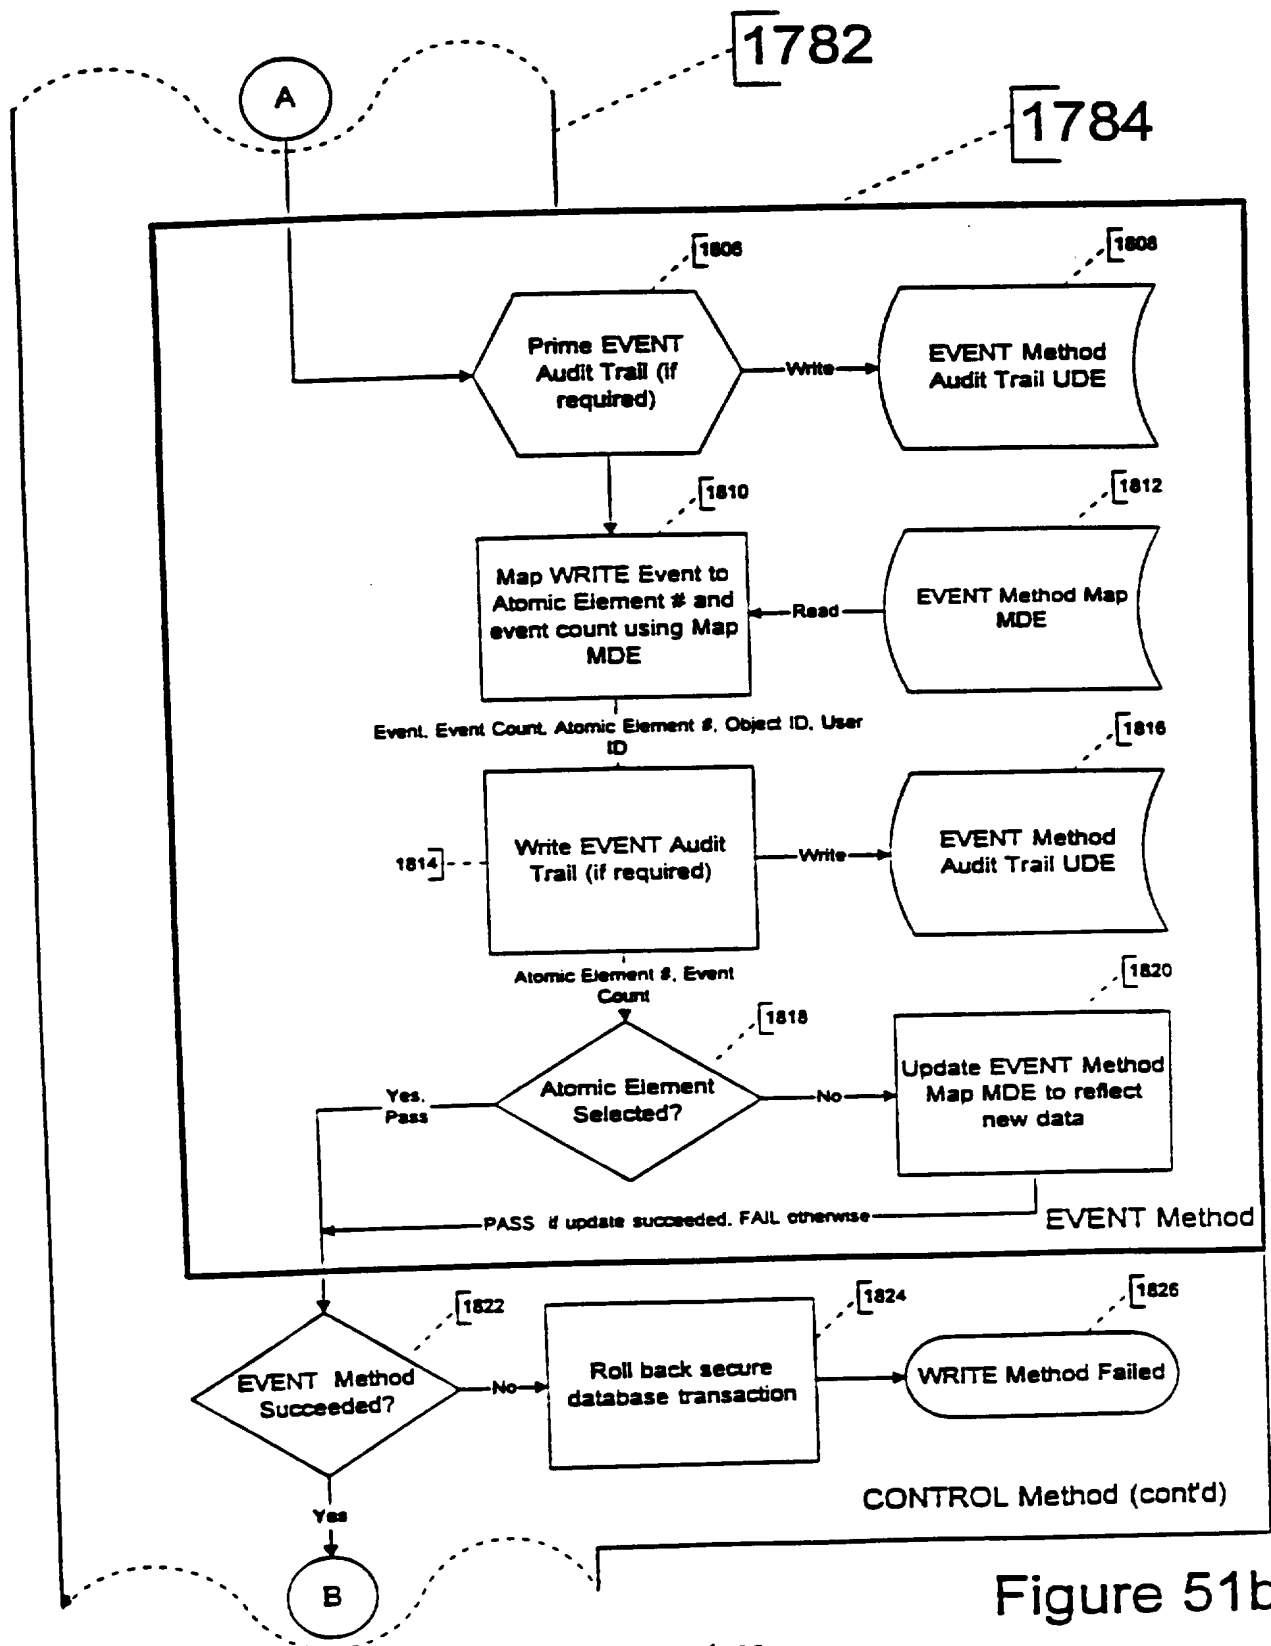 1782
A
1784
1806
1808
Prime EVENT
Audit Trail (if
required)
Write
EVENT Method
Audit Trail UDE
1810
1812
Map WRITE Event to
Atomic Element # and
event count using Map
MDE
Read
EVENT Method Map
MDE
Event, Event Count, Atomic Element #, Object ID, User
ID
1816
1814
Write EVENT Audit
Trail (if required)
Write
EVENT Method
Audit Trail UDE
Atomic Element #, Event
Count
1820
1818
Yes,
Pass
Atomic Element
Selected?
No
Update EVENT Method
Map MDE to reflect
new data
PASS if update succeeded, FAIL otherwise
EVENT Method
1822
1824
1826
EVENT Method
Succeeded?
No
Roll back secure
database transaction
WRITE Method Failed
Yes
CONTROL Method (cont'd)
B
Figure 51b